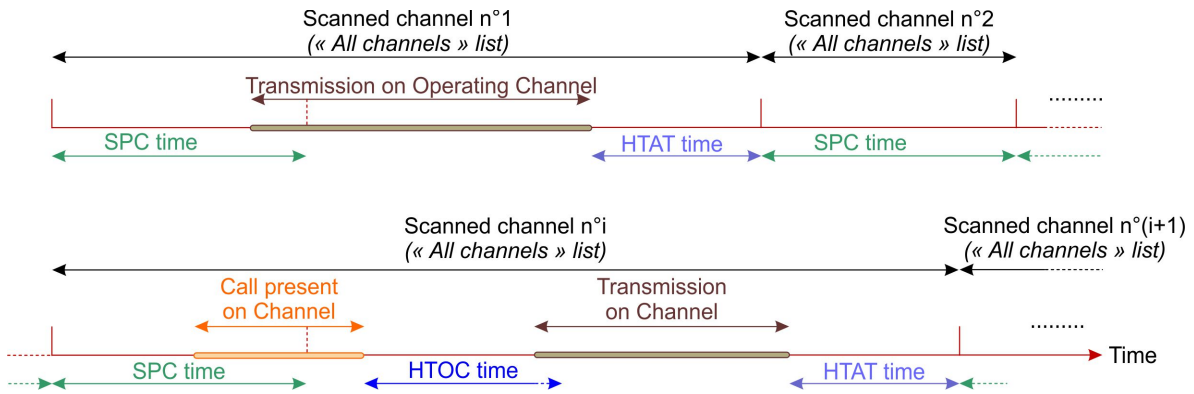 Scanned channel n°1
(« All channels » list)
Scanned channel n°2
(« All channels » list)
Transmission on Operating Channel
.........
SPC time
HTAT time
SPC time
Scanned channel n°i
(« All channels » list)
Scanned channel n°(i+1)
(« All channels » list)
Call present
on Channel
Transmission
on Channel
.........
Time
SPC time
HTOC time
HTAT time